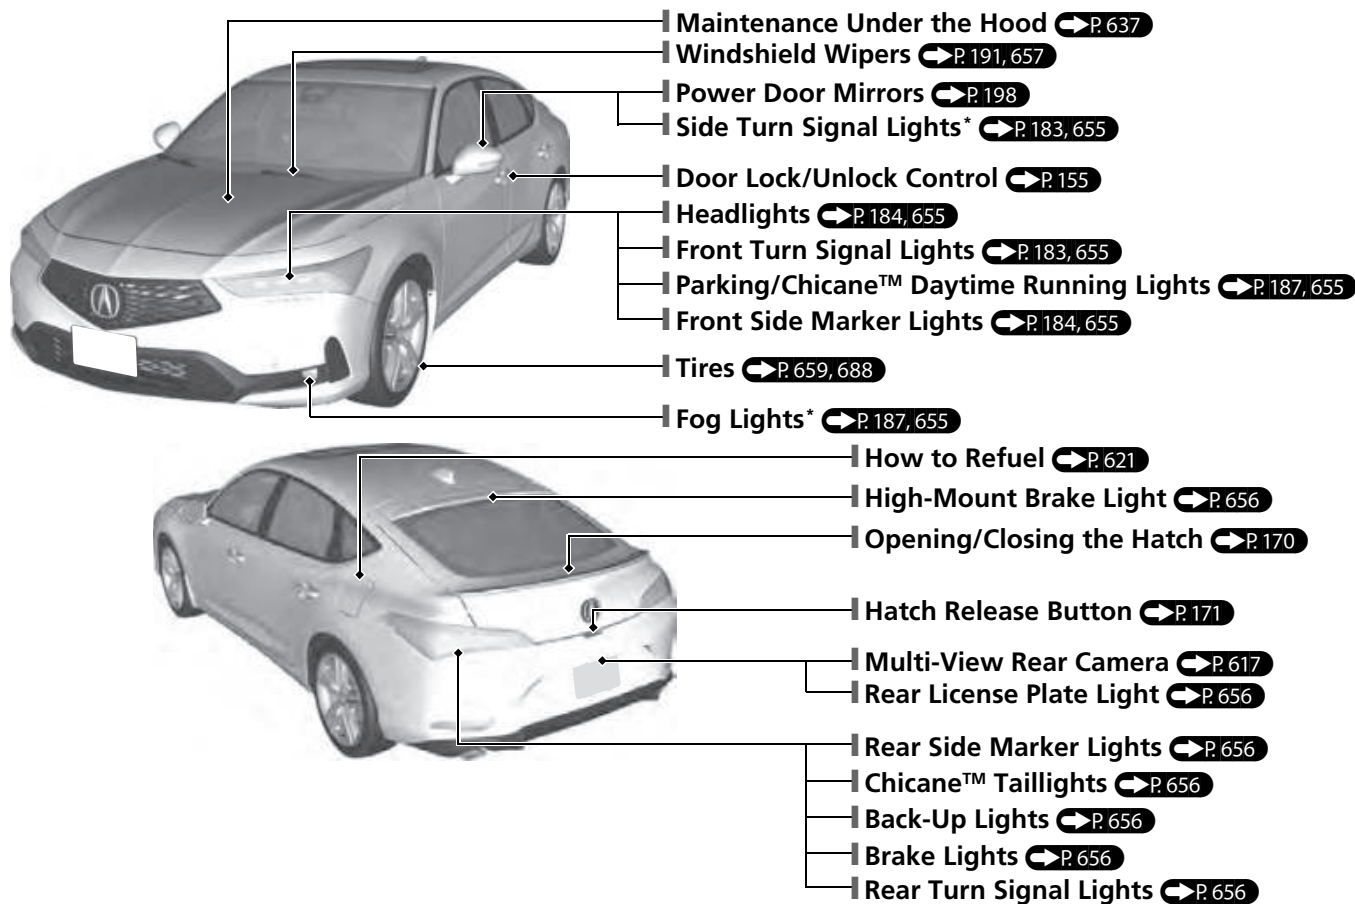 Maintenance Under the Hood P. 637
Windshield Wipers P. 191, 657
Power Door Mirrors P. 198
Side Turn Signal Lights* P. 183, 655
Door Lock/Unlock Control P. 155
Headlights P. 184, 655
Front Turn Signal Lights P. 183, 655
Parking/Chicane™ Daytime Running Lights P. 187, 655
Front Side Marker Lights P. 184, 655
Tires P. 659, 688
Fog Lights* P. 187, 655
How to Refuel P. 621
High-Mount Brake Light P. 656
Opening/Closing the Hatch P. 170
Hatch Release Button P. 171
Multi-View Rear Camera P. 617
Rear License Plate Light P. 656
Rear Side Marker Lights P. 656
Chicane™ Taillights P. 656
Back-Up Lights P. 656
Brake Lights P. 656
Rear Turn Signal Lights P. 656